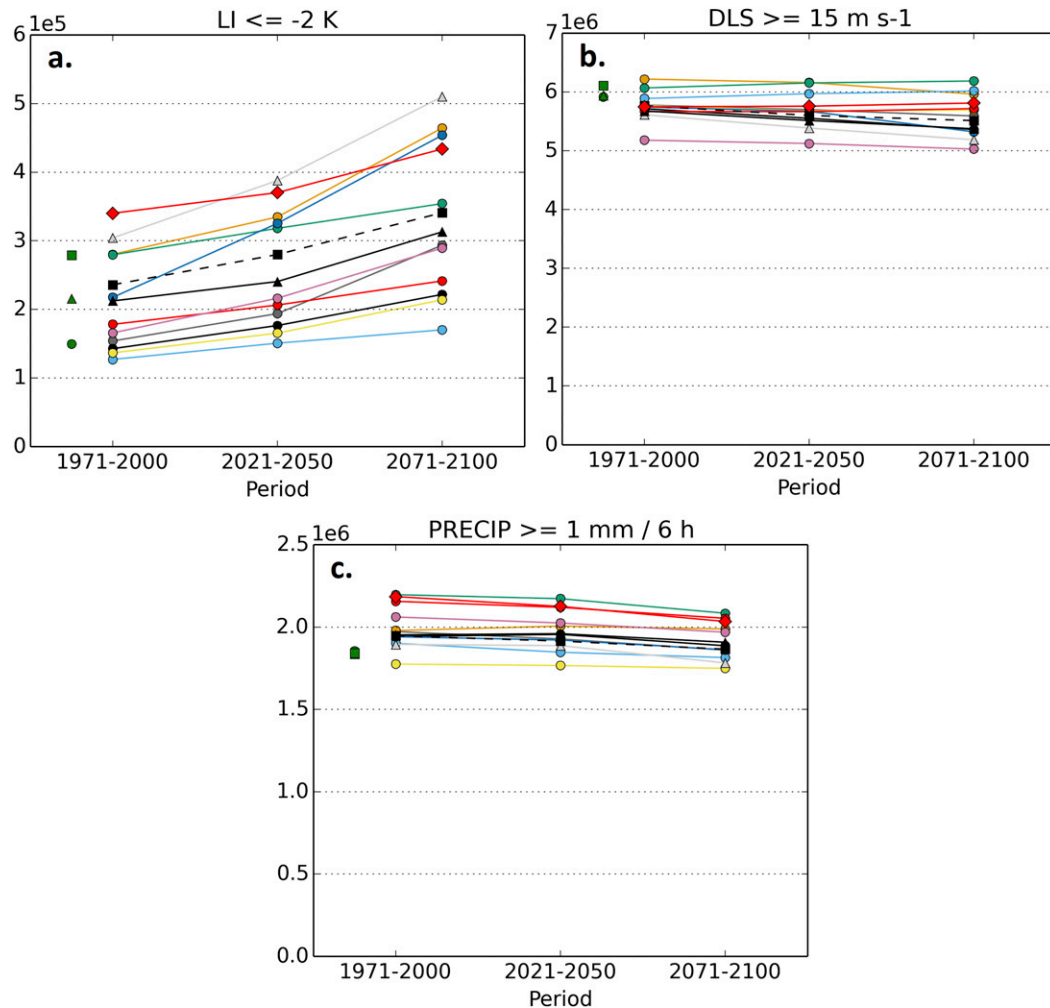 LI <= -2 K
1e5
a.
6
5
4
3
2
1
0
1971-2000
2021-2050
2071-2100
Period
DLS >= 15 m s-1
1e6
b.
7
6
5
4
3
2
1
0
1971-2000
2021-2050
2071-2100
Period
PRECIP >= 1 mm / 6 h
1e6
c.
2.5
2.0
1.5
1.0
0.5
0.0
1971-2000
2021-2050
2071-2100
Period